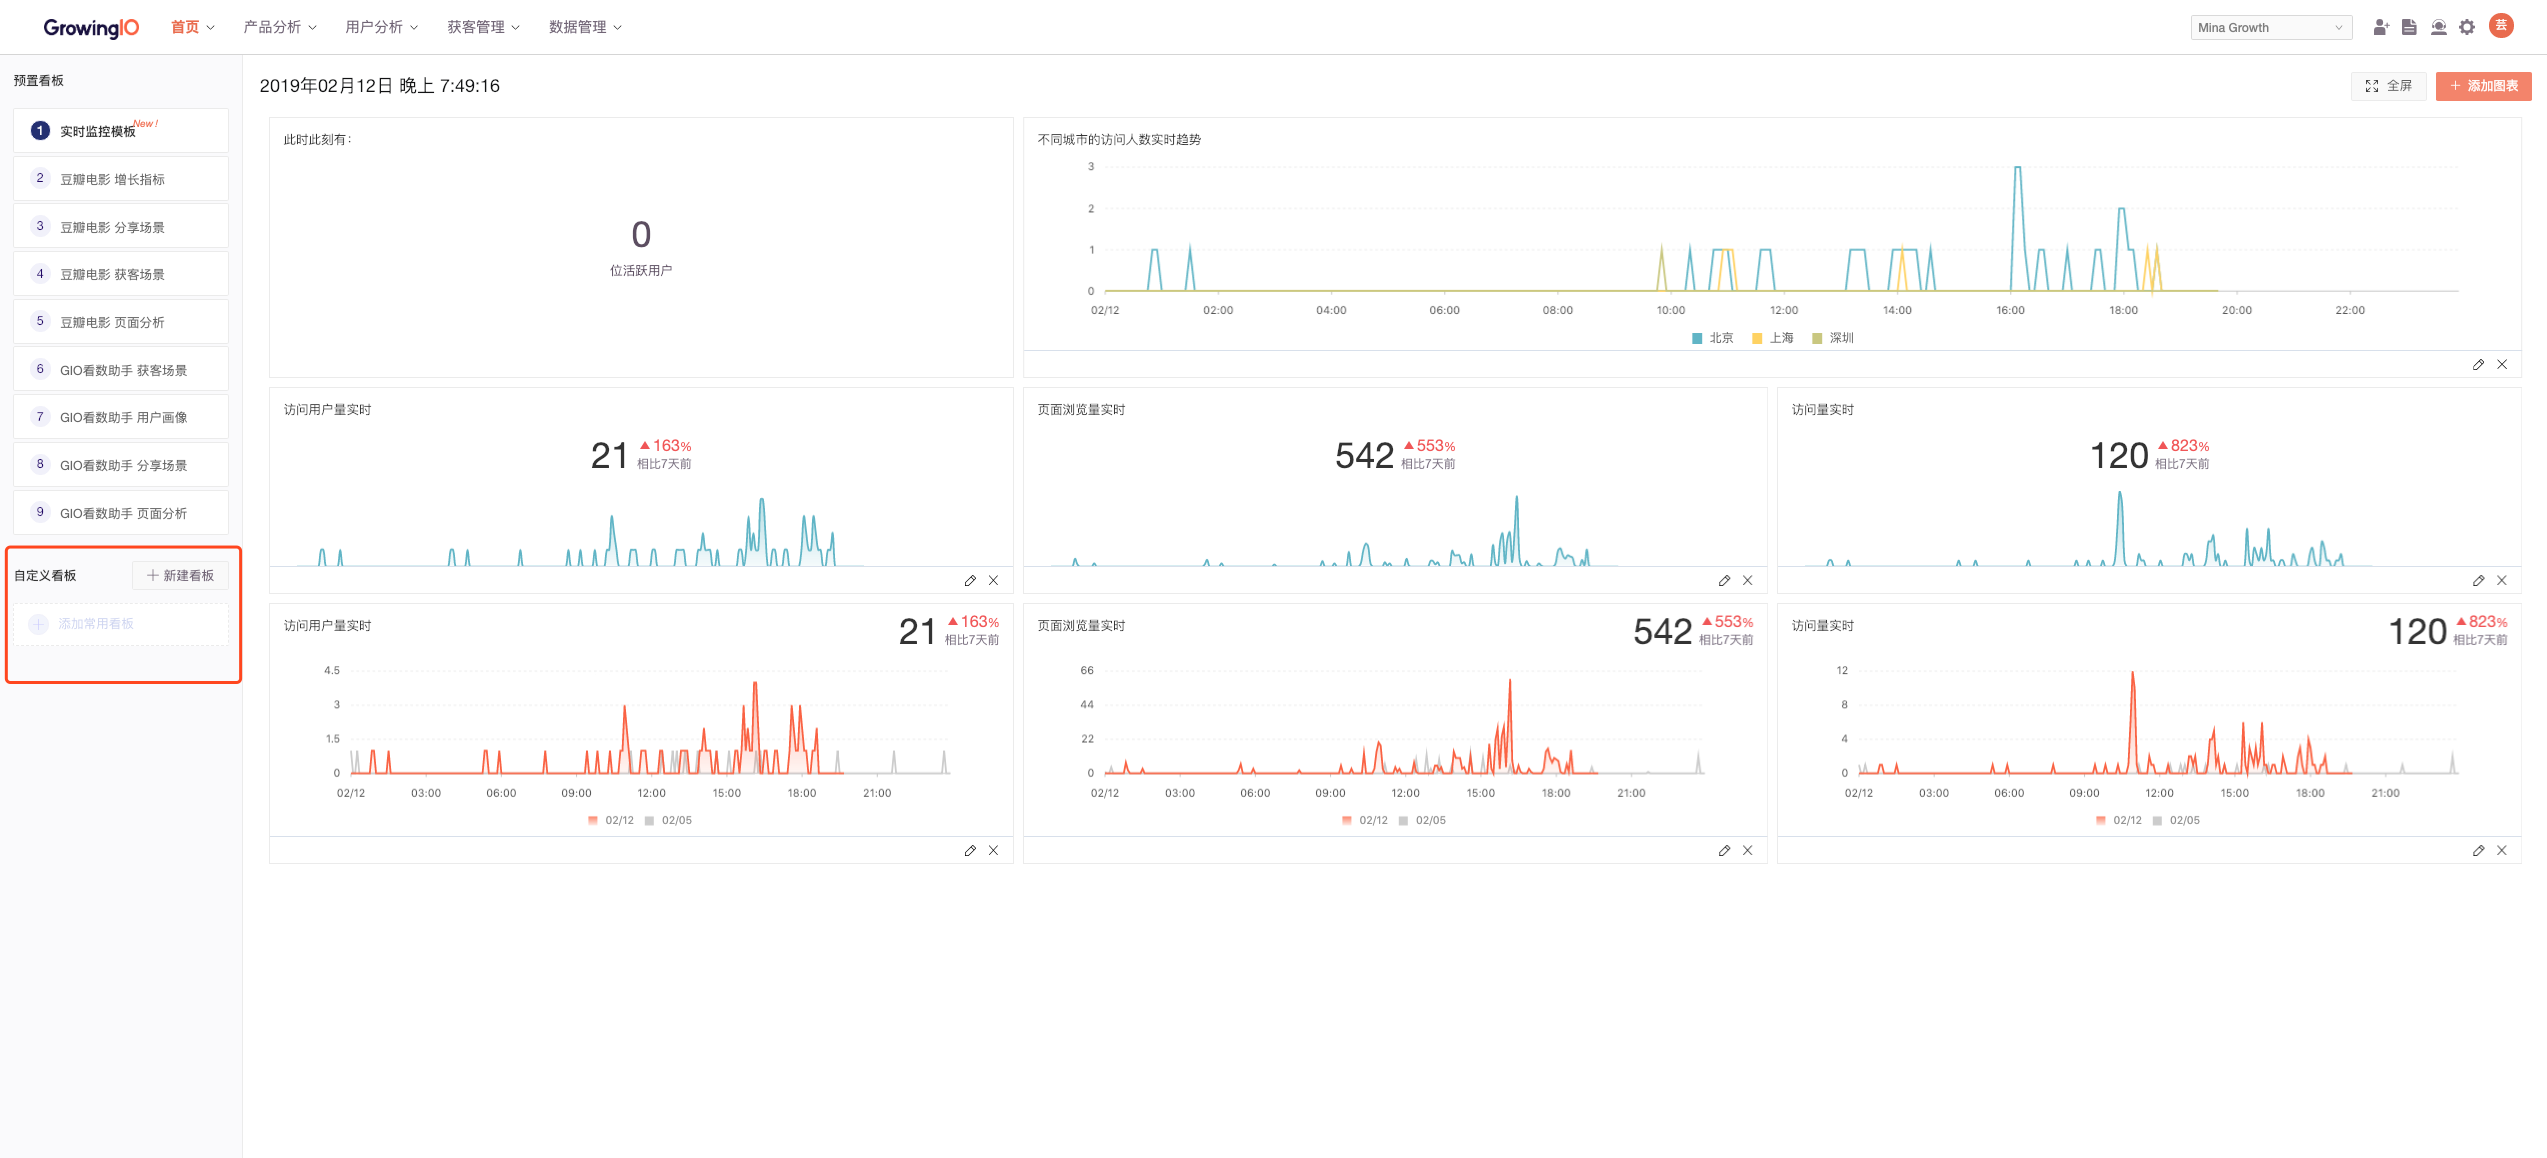 GrowingIO 首页 产品分析 用户分析 获客管理 数据管理 Mina Growth 芸
预置看板
1 实时监控模板 New !
2 豆瓣电影 增长指标
3 豆瓣电影 分享场景
4 豆瓣电影 获客场景
5 豆瓣电影 页面分析
6 GIO看数助手 获客场景
7 GIO看数助手 用户画像
8 GIO看数助手 分享场景
9 GIO看数助手 页面分析
自定义看板 + 新建看板
+ 添加常用看板
2019年02月12日 晚上 7:49:16 全屏 + 添加图表
此时此刻有：
0
位活跃用户
不同城市的访问人数实时趋势
3
2
1
0
02/12 02:00 04:00 06:00 08:00 10:00 12:00 14:00 16:00 18:00 20:00 22:00
北京 上海 深圳
访问用户量实时
21 ▲163%
相比7天前
页面浏览量实时
542 ▲553%
相比7天前
访问量实时
120 ▲823%
相比7天前
访问用户量实时
21 ▲163%
相比7天前
4.5
3
1.5
0
02/12 03:00 06:00 09:00 12:00 15:00 18:00 21:00
02/12 02/05
页面浏览量实时
542 ▲553%
相比7天前
66
44
22
0
02/12 03:00 06:00 09:00 12:00 15:00 18:00 21:00
02/12 02/05
访问量实时
120 ▲823%
相比7天前
12
8
4
0
02/12 03:00 06:00 09:00 12:00 15:00 18:00 21:00
02/12 02/05